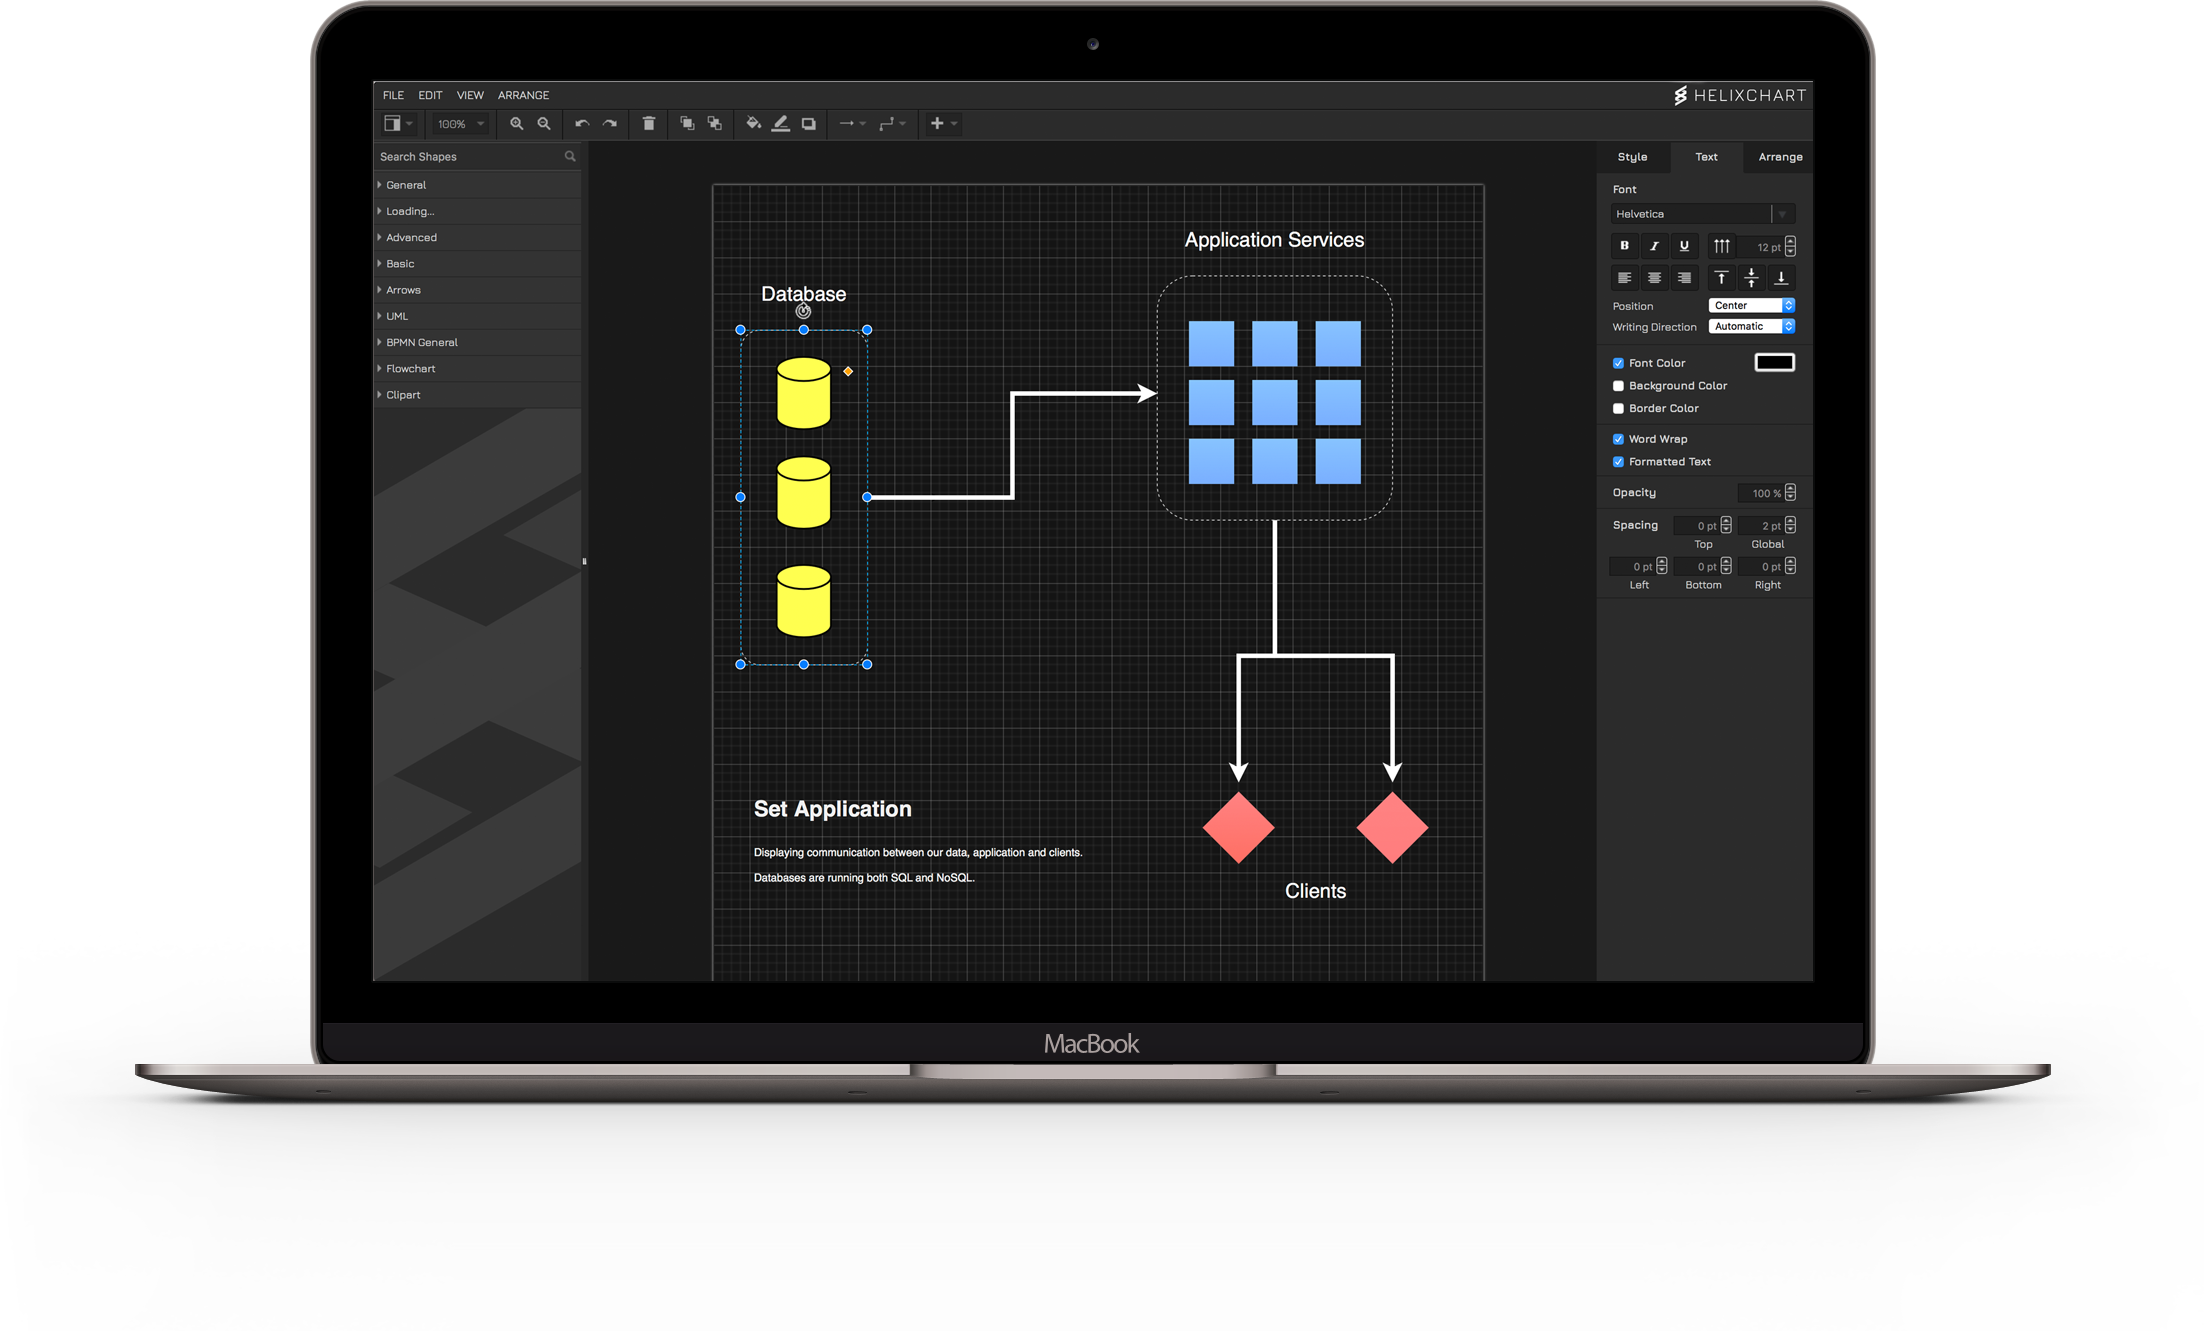 FILE EDIT VIEW ARRANGE
HELIXCHART
100%
Search Shapes
General
Loading...
Advanced
Basic
Arrows
UML
BPMN General
Flowchart
Clipart
Database
Application Services
Set Application
Displaying communication between our data, application and clients.
Databases are running both SQL and NoSQL.
Clients
Style Text Arrange
Font
Helvetica
B I U 12 pt
Position Center
Writing Direction Automatic
Font Color
Background Color
Border Color
Word Wrap
Formatted Text
Opacity 100 %
Spacing 0 pt 2 pt
Top Global
0 pt 0 pt 0 pt
Left Bottom Right
MacBook